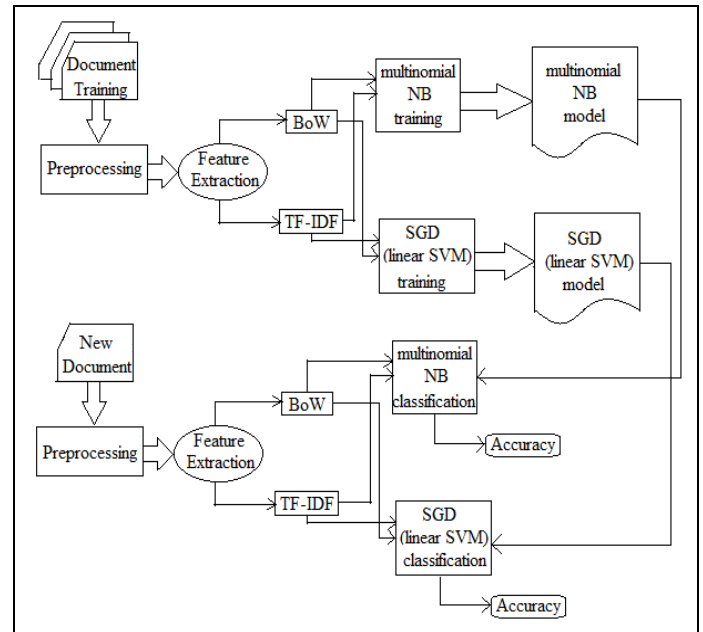 Document
Training
Preprocessing
Feature
Extraction
BoW
TF-IDF
multinomial
NB
training
multinomial
NB
model
SGD
(linear SVM)
training
SGD
(linear SVM)
model
New
Document
Preprocessing
Feature
Extraction
BoW
TF-IDF
multinomial
NB
classification
Accuracy
SGD
(linear SVM)
classification
Accuracy